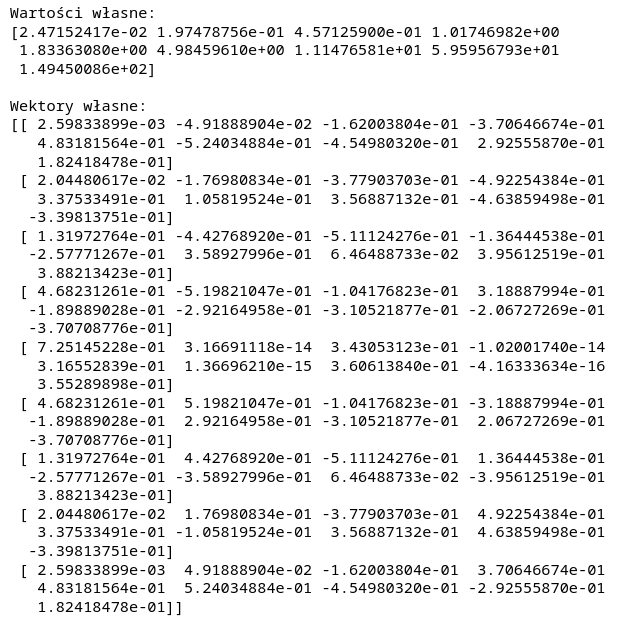 Wartości własne:
[2.47152417e-02 1.97478756e-01 4.57125900e-01 1.01746982e+00
 1.83363080e+00 4.98459610e+00 1.11476581e+01 5.95956793e+01
 1.49450086e+02]

Wektory własne:
[[ 2.59833899e-03 -4.91888904e-02 -1.62003804e-01 -3.70646674e-01
   4.83181564e-01 -5.24034884e-01 -4.54980320e-01  2.92555870e-01
   1.82418478e-01]
 [ 2.04480617e-02 -1.76980834e-01 -3.77903703e-01 -4.92254384e-01
   3.37533491e-01  1.05819524e-01  3.56887132e-01 -4.63859498e-01
  -3.39813751e-01]
 [ 1.31972764e-01 -4.42768920e-01 -5.11124276e-01 -1.36444538e-01
  -2.57771267e-01  3.58927996e-01  6.46488733e-02  3.95612519e-01
   3.88213423e-01]
 [ 4.68231261e-01 -5.19821047e-01 -1.04176823e-01  3.18887994e-01
  -1.89889028e-01 -2.92164958e-01 -3.10521877e-01 -2.06727269e-01
  -3.70708776e-01]
 [ 7.25145228e-01  3.16691118e-14  3.43053123e-01 -1.02001740e-14
   3.16552839e-01  1.36696210e-15  3.60613840e-01 -4.16333634e-16
   3.55289898e-01]
 [ 4.68231261e-01  5.19821047e-01 -1.04176823e-01 -3.18887994e-01
  -1.89889028e-01  2.92164958e-01 -3.10521877e-01  2.06727269e-01
  -3.70708776e-01]
 [ 1.31972764e-01  4.42768920e-01 -5.11124276e-01  1.36444538e-01
  -2.57771267e-01 -3.58927996e-01  6.46488733e-02 -3.95612519e-01
   3.88213423e-01]
 [ 2.04480617e-02  1.76980834e-01 -3.77903703e-01  4.92254384e-01
   3.37533491e-01 -1.05819524e-01  3.56887132e-01  4.63859498e-01
  -3.39813751e-01]
 [ 2.59833899e-03  4.91888904e-02 -1.62003804e-01  3.70646674e-01
   4.83181564e-01  5.24034884e-01 -4.54980320e-01 -2.92555870e-01
   1.82418478e-01]]